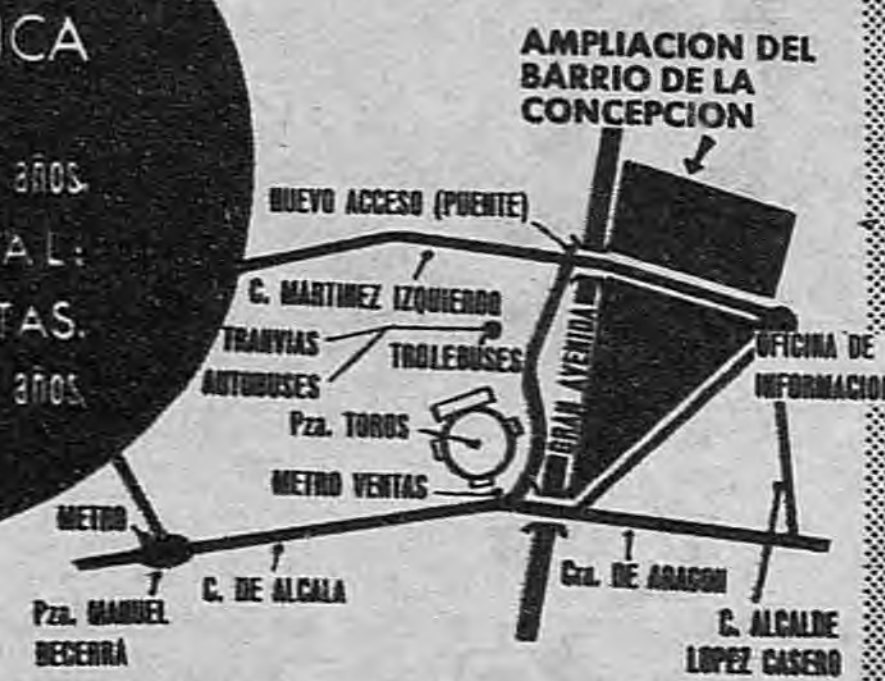 ICA
años.
AL:
TAS.
años.
AMPLIACION DEL
BARRIO DE LA
CONCEPCION
NUEVO ACCESO (PUENTE)
C. MARTINEZ IZQUIERDO
TRANVIAS
AUTOBUSES
TROLEBUSES
GRAN AVENIDA
OFICINA DE
INFORMACION
Pza. TOROS
METRO VENTAS
METRO
Pza. MANUEL
BECERRA
C. DE ALCALA
Cra. DE ARAGON
C. ALCALDE
LOPEZ CASERO